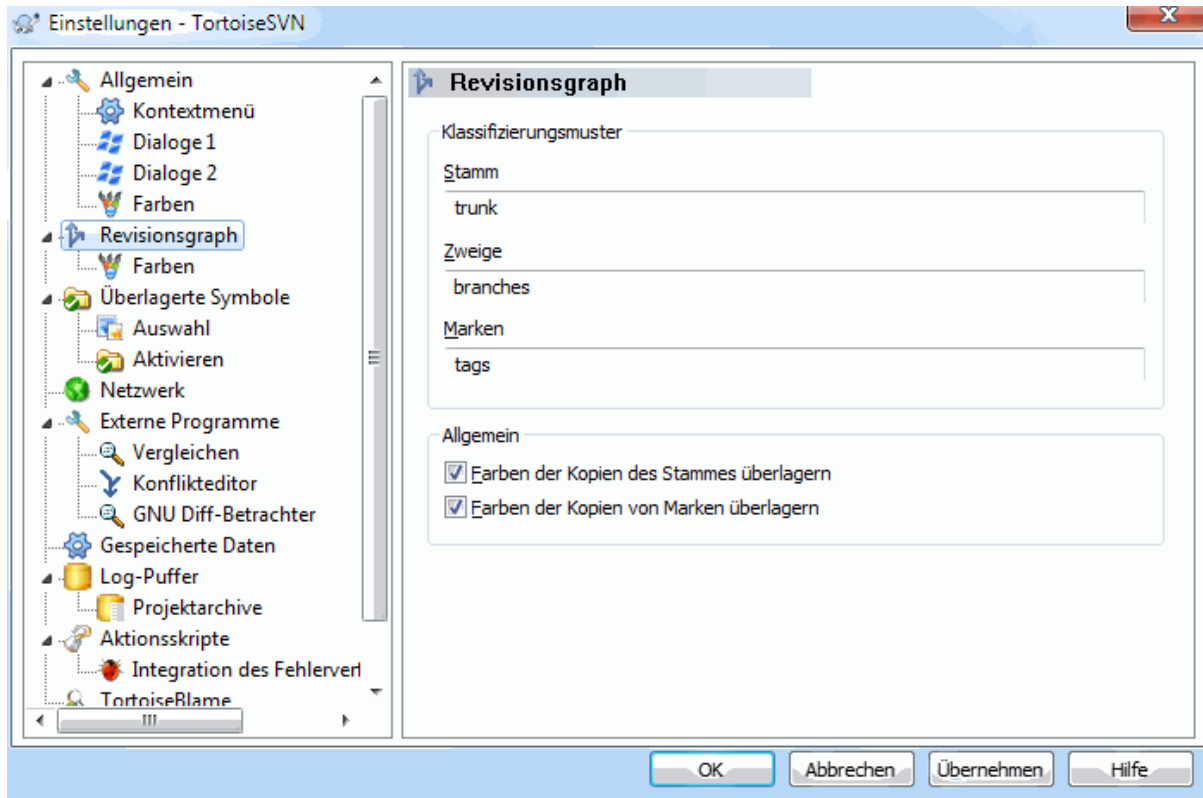 Einstellungen - TortoiseSVN
Allgemein
Kontextmenü
Dialoge 1
Dialoge 2
Farben
Revisionsgraph
Farben
Überlagerte Symbole
Auswahl
Aktivieren
Netzwerk
Externe Programme
Vergleichen
Konflikteditor
GNU Diff-Betrachter
Gespeicherte Daten
Log-Puffer
Projektarchive
Aktionsskripte
Integration des Fehlerverf
TortoiseBlame
Revisionsgraph
Klassifizierungsmuster
Stamm
trunk
Zweige
branches
Marken
tags
Allgemein
Farben der Kopien des Stammes überlagern
Farben der Kopien von Marken überlagern
OK
Abbrechen
Übernehmen
Hilfe